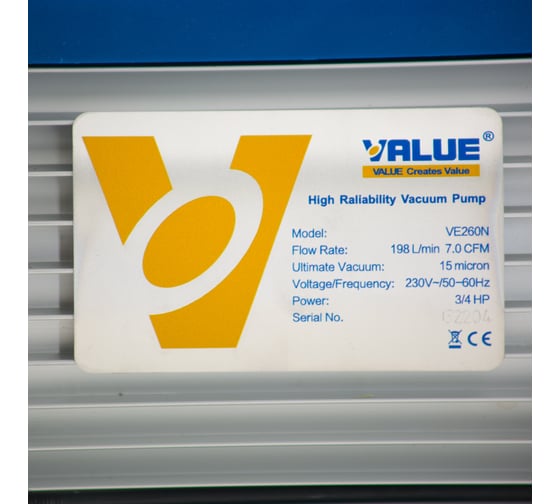 VALUE®
VALUE Creates Value
High Raliability Vacuum Pump
Model: VE260N
Flow Rate: 198 L/min 7.0 CFM
Ultimate Vacuum: 15 micron
Voltage/Frequency: 230V~/50-60Hz
Power: 3/4 HP
Serial No.
CE